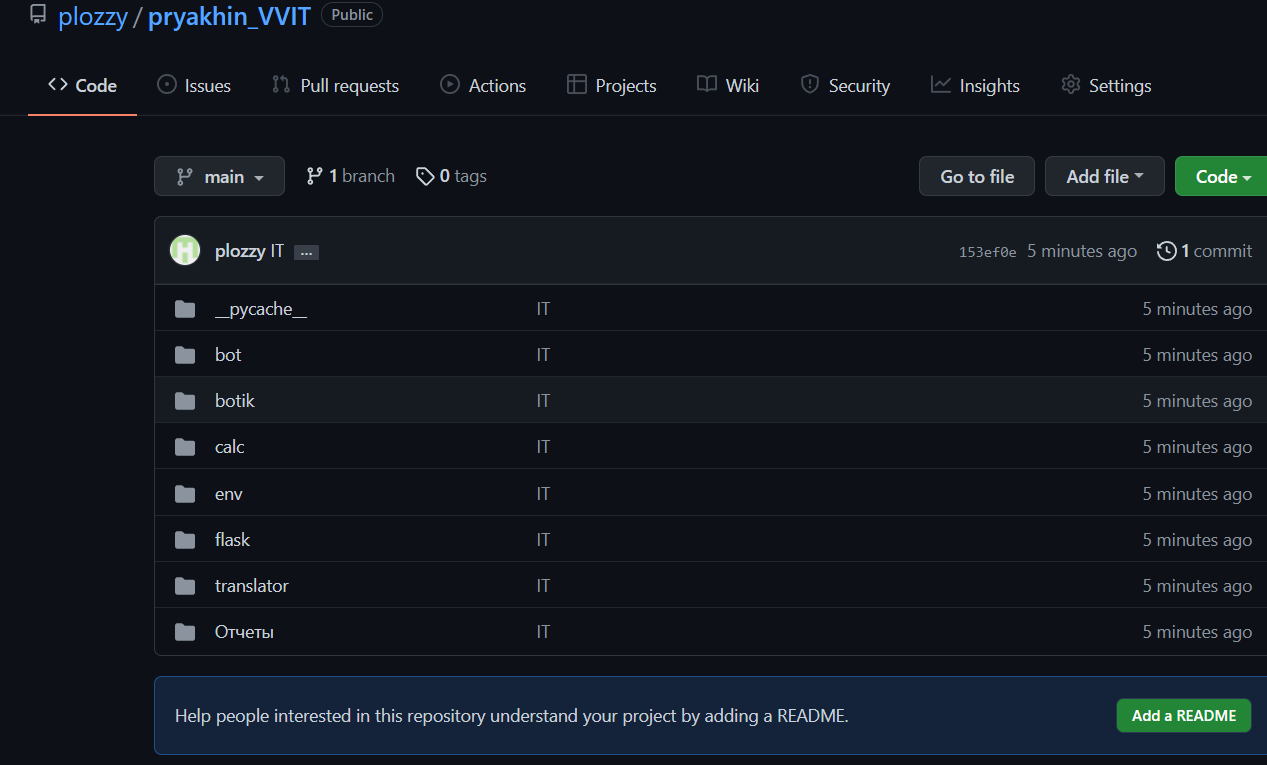 plozzy / pryakhin_VVIT Public
Code Issues Pull requests Actions Projects Wiki Security Insights Settings
main 1 branch 0 tags Go to file Add file Code
plozzy IT ... 153ef0e 5 minutes ago 1 commit
__pycache__ IT 5 minutes ago
bot IT 5 minutes ago
botik IT 5 minutes ago
calc IT 5 minutes ago
env IT 5 minutes ago
flask IT 5 minutes ago
translator IT 5 minutes ago
Отчеты IT 5 minutes ago
Help people interested in this repository understand your project by adding a README. Add a README